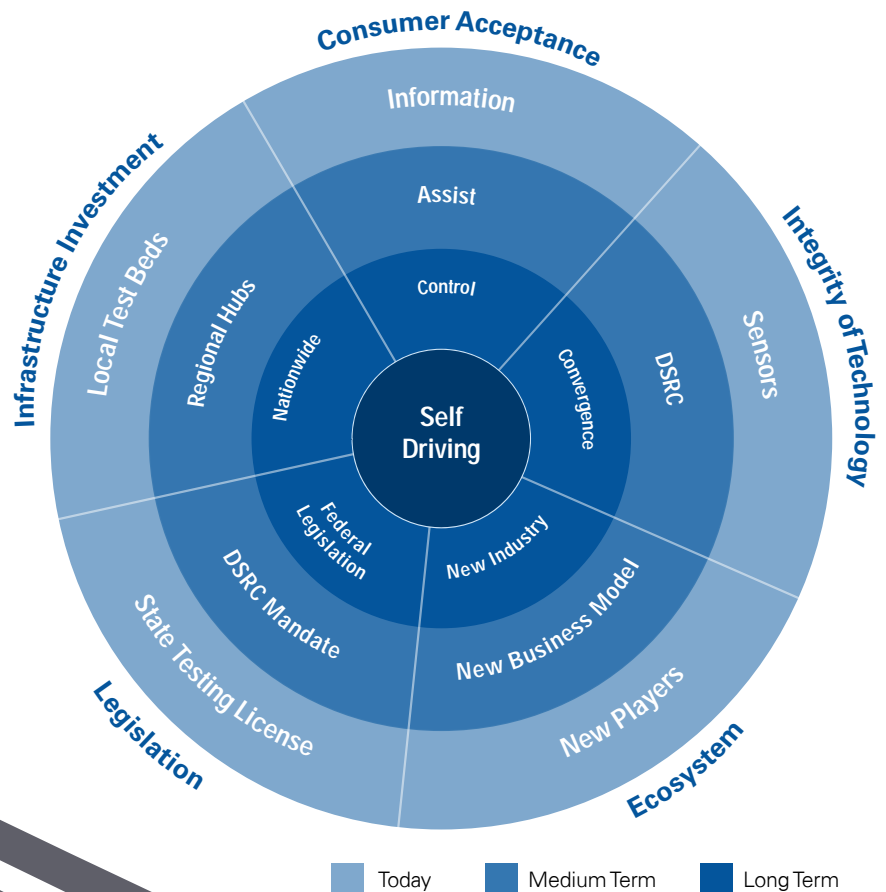 Consumer Acceptance
Information
Assist
Control
Infrastructure Investment
Local Test Beds
Regional Hubs
Nationwide
Integrity of Technology
Sensors
DSRC
Convergence
Self
Driving
Federal
Legislation
DSRC Mandate
State Testing License
Legislation
New Industry
New Business Model
New Players
Ecosystem
Today
Medium Term
Long Term